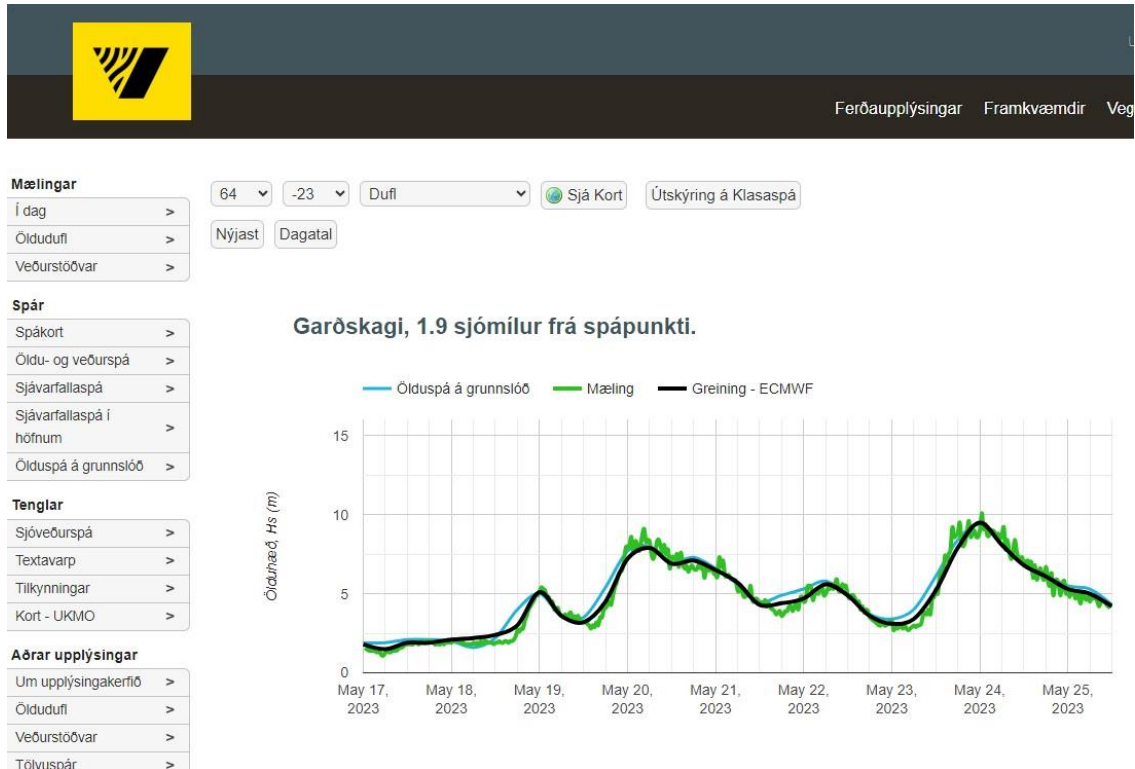 Ferðaupplýsingar Framkvæmdir Veg
Mælingar
Í dag >
Öldudufl >
Veðurstöðvar >
Spár
Spákort >
Öldu- og veðurspá >
Sjávarfallaspá >
Sjávarfallaspá í
höfnum >
Ölduspá á grunnslóð >
Tenglar
Sjóveðurspá >
Textavarp >
Tilkynningar >
Kort - UKMO >
Aðrar upplýsingar
Um upplýsingakerfið >
Öldudufl >
Veðurstöðvar >
Tölvuspár >
64 -23 Dufl Sjá Kort Útskýring á Klasaspá
Nýjast Dagatal
Garðskagi, 1.9 sjómílur frá spápunkti.
Ölduspá á grunnslóð Mæling Greining - ECMWF
Ölduhæð, Hs (m)
15
10
5
0
May 17, May 18, May 19, May 20, May 21, May 22, May 23, May 24, May 25,
2023 2023 2023 2023 2023 2023 2023 2023 2023